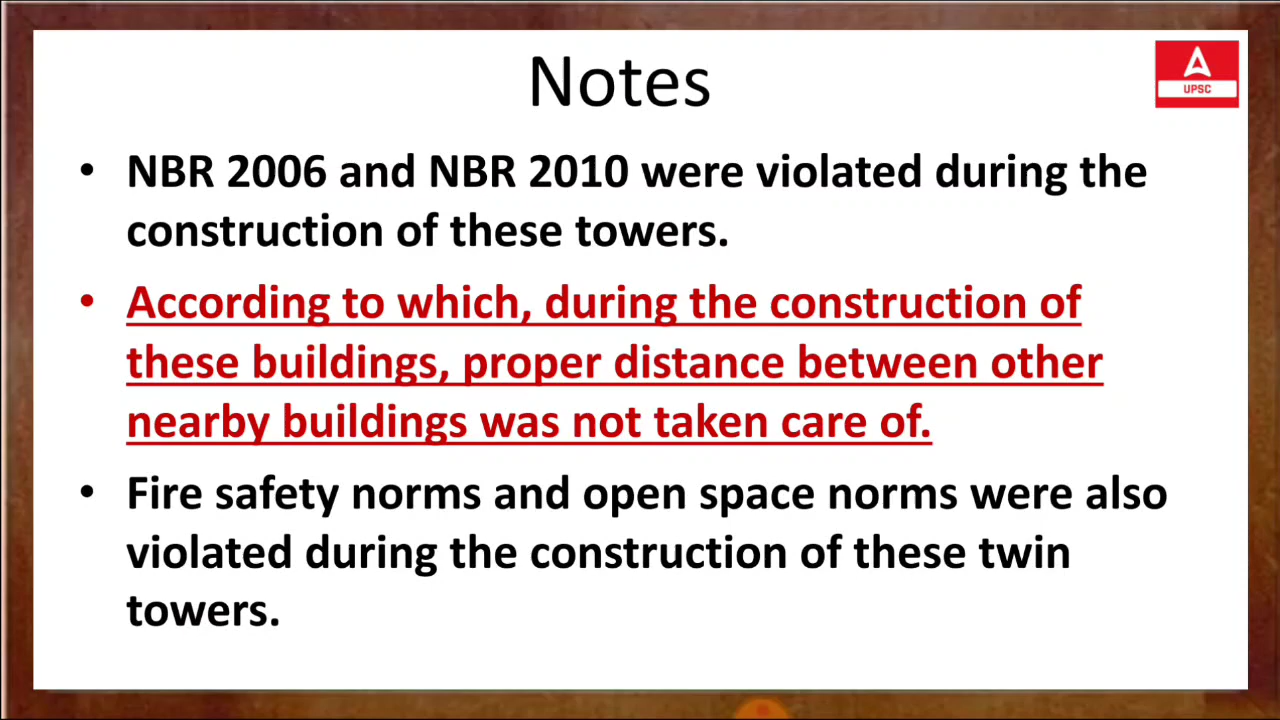 Notes
UPSC
• NBR 2006 and NBR 2010 were violated during the
construction of these towers.
• According to which, during the construction of
these buildings, proper distance between other
nearby buildings was not taken care of.
• Fire safety norms and open space norms were also
violated during the construction of these twin
towers.